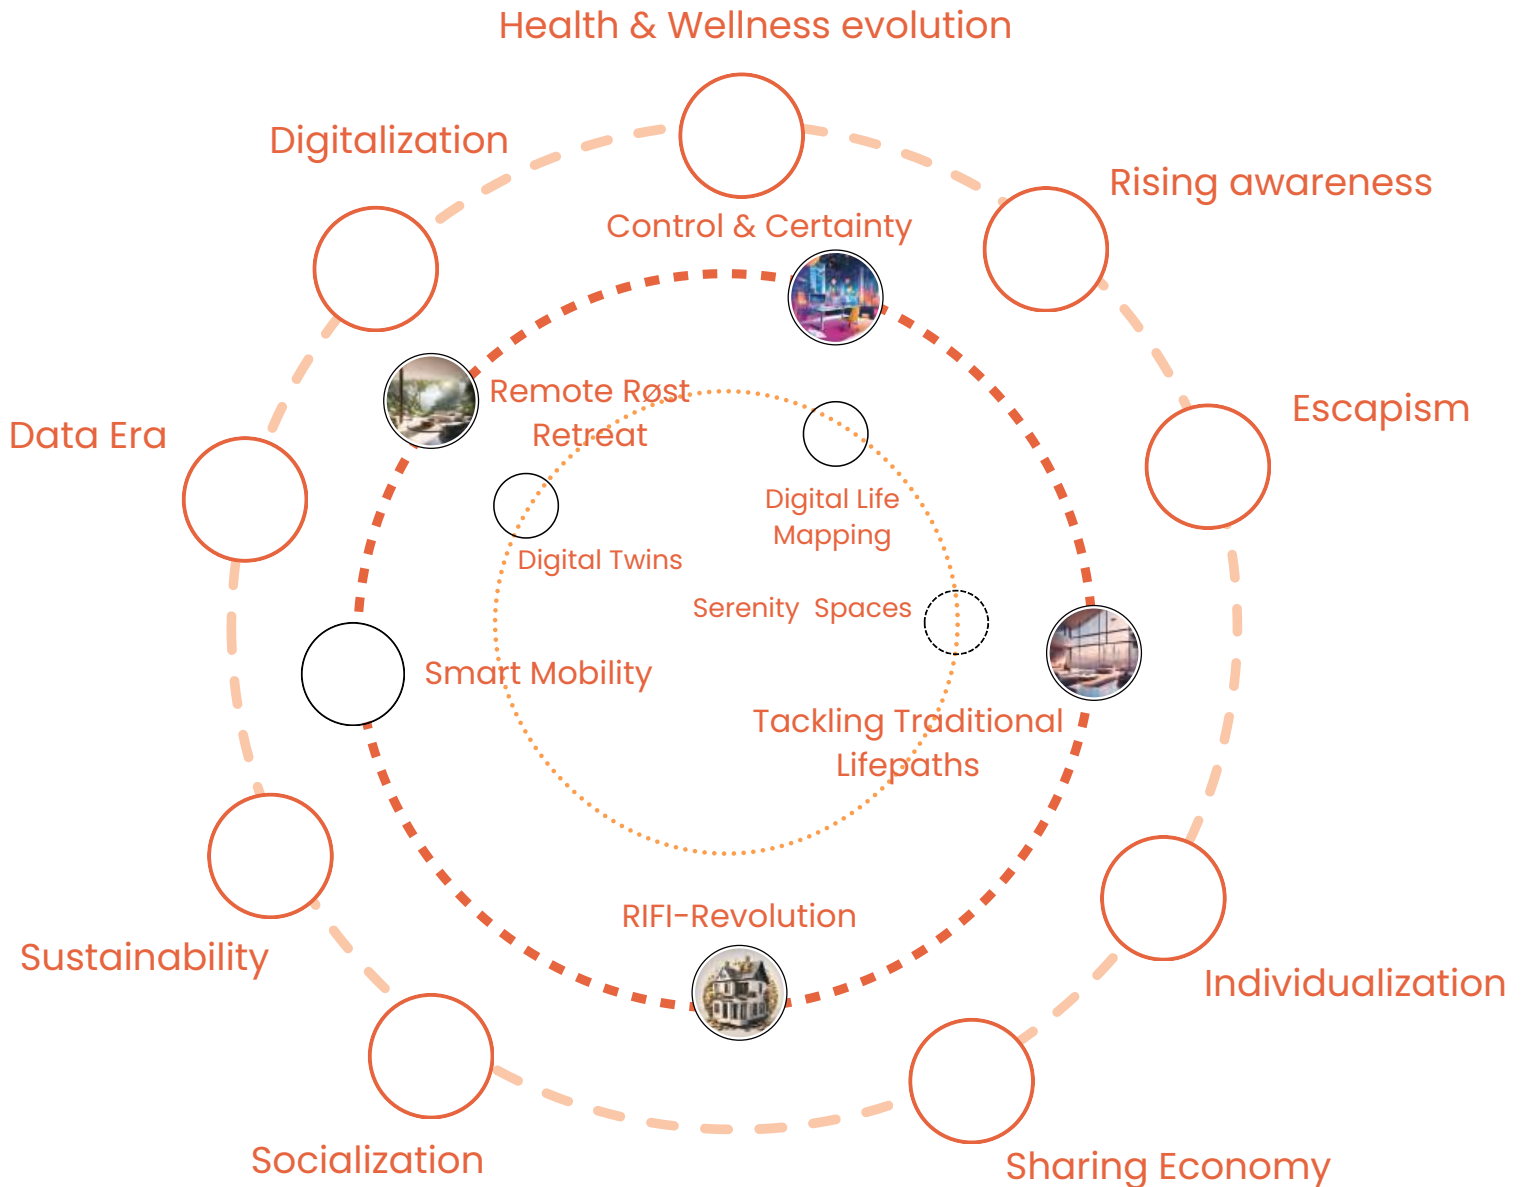 Health & Wellness evolution
Digitalization
Rising awareness
Control & Certainty
Remote Røst
Retreat
Escapism
Data Era
Digital Life
Mapping
Digital Twins
Serenity  Spaces
Smart Mobility
Tackling Traditional
Lifepaths
RIFI-Revolution
Sustainability
Individualization
Socialization
Sharing Economy